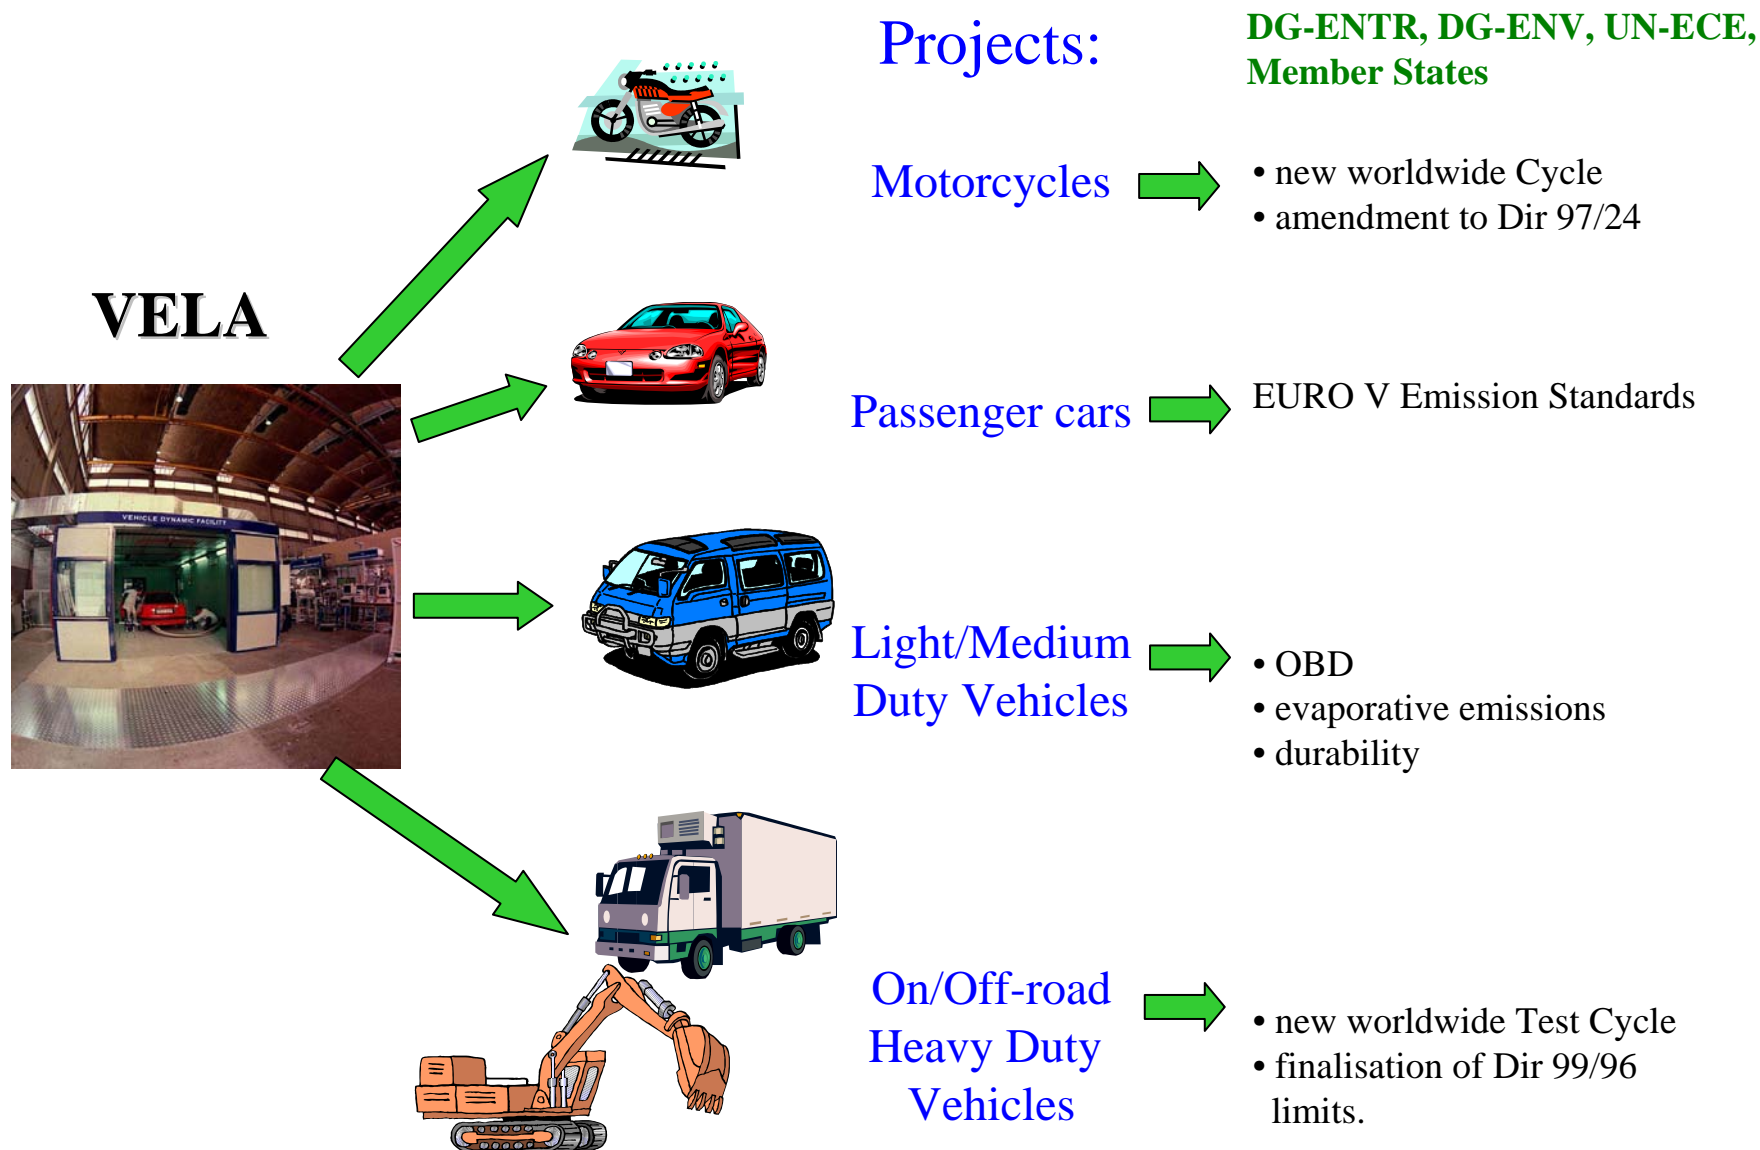 Projects:
DG-ENTR, DG-ENV, UN-ECE,
Member States
Motorcycles
• new worldwide Cycle
• amendment to Dir 97/24
VELA
Passenger cars
EURO V Emission Standards
VEHICLE DYNAMIC FACILITY
Light/Medium
Duty Vehicles
• OBD
• evaporative emissions
• durability
On/Off-road
Heavy Duty
Vehicles
• new worldwide Test Cycle
• finalisation of Dir 99/96
limits.